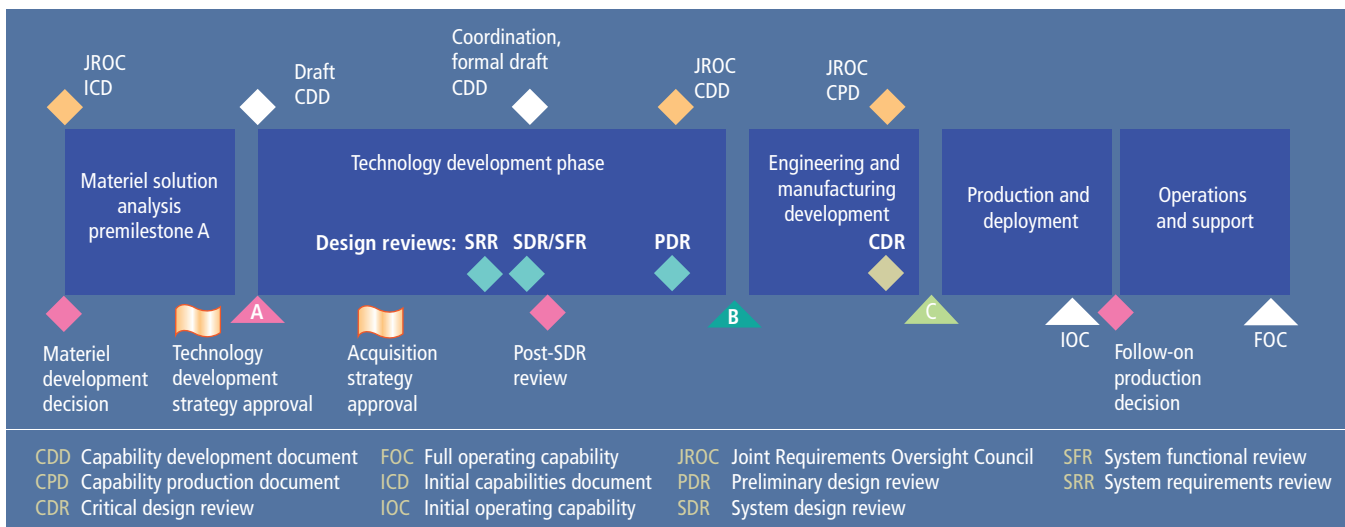 JROC
ICD
Draft
CDD
Coordination,
formal draft
CDD
JROC
CDD
JROC
CPD
Materiel solution
analysis
premilestone A
Technology development phase
Engineering and
manufacturing
development
Production and
deployment
Operations
and support
Design reviews: SRR SDR/SFR PDR CDR
A
B
C
Materiel
development
decision
Technology
development
strategy approval
Acquisition
strategy
approval
Post-SDR
review
IOC
Follow-on
production
decision
FOC
CDD Capability development document
CPD Capability production document
CDR Critical design review
FOC Full operating capability
ICD Initial capabilities document
IOC Initial operating capability
JROC Joint Requirements Oversight Council
PDR Preliminary design review
SDR System design review
SFR System functional review
SRR System requirements review